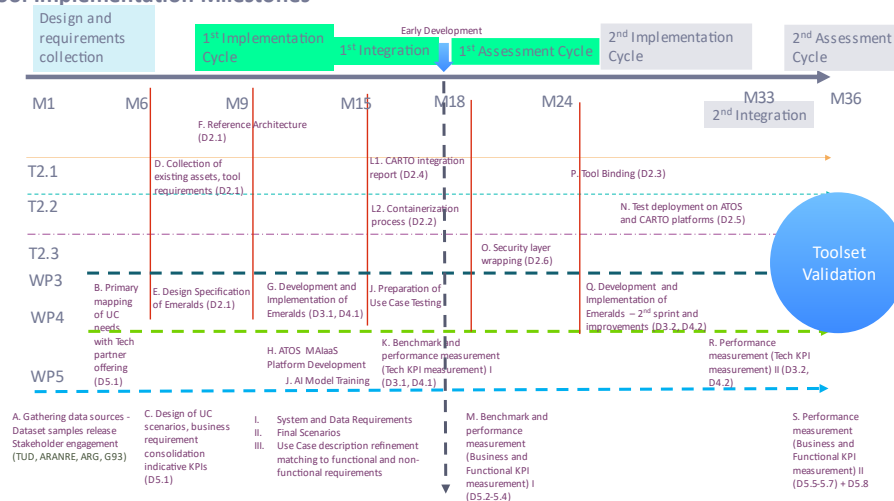 Tool Implementation Milestones
Design and
requirements
collection
1st Implementation
Cycle
1st Integration
Early Development
1st Assessment Cycle
2nd Implementation
Cycle
2nd Assessment
Cycle
M1
M6
M9
M15
M18
M24
M33
M36
2nd Integration
F. Reference Architecture
(D2.1)
T2.1
D. Collection of
existing assets, tool
requirements (D2.1)
L1. CARTO integration
report (D2.4)
P. Tool Binding (D2.3)
T2.2
L2. Containerization
process (D2.2)
N. Test deployment on ATOS
and CARTO platforms (D2.5)
T2.3
O. Security layer
wrapping (D2.6)
Toolset
Validation
WP3
WP4
B. Primary
mapping
of UC
needs
with Tech
partner
offering
(D5.1)
E. Design Specification
of Emeralds (D2.1)
G. Development and
Implementation of
Emeralds (D3.1, D4.1)
J. Preparation of
Use Case Testing
Q. Development and
Implementation of
Emeralds – 2nd sprint and
improvements (D3.2, D4.2)
WP5
H. ATOS MAIaaS
Platform Development
J. AI Model Training
K. Benchmark and
performance measurement
(Tech KPI measurement) I
(D3.1, D4.1)
R. Performance
measurement (Tech KPI
measurement) II (D3.2,
D4.2)
A. Gathering data sources -
Dataset samples release
Stakeholder engagement
(TUD, ARANRE, ARG, G93)
C. Design of UC
scenarios, business
requirement
consolidation
indicative KPIs
(D5.1)
I. System and Data Requirements
II. Final Scenarios
III. Use Case description refinement
matching to functional and non-
functional requirements
M. Benchmark and
performance
measurement
(Business and
Functional KPI
measurement) I
(D5.2-5.4)
S. Performance
measurement
(Business and
Functional KPI
measurement) II
(D5.5-5.7) + D5.8